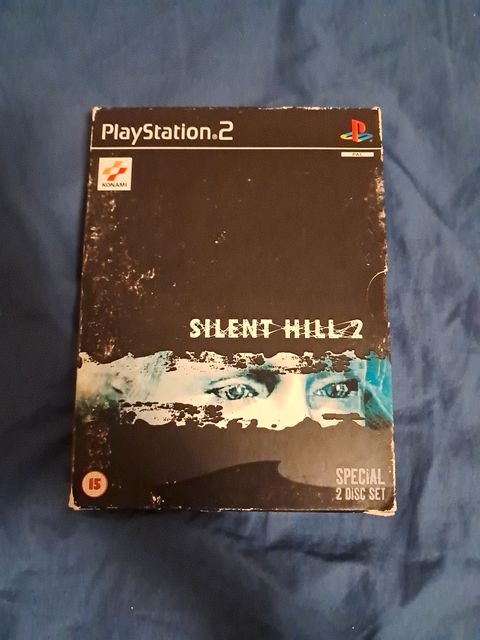 PlayStation.2
PAL
KONAMI
SILENT HILL 2
15
SPECiAL
2 DiSC SET